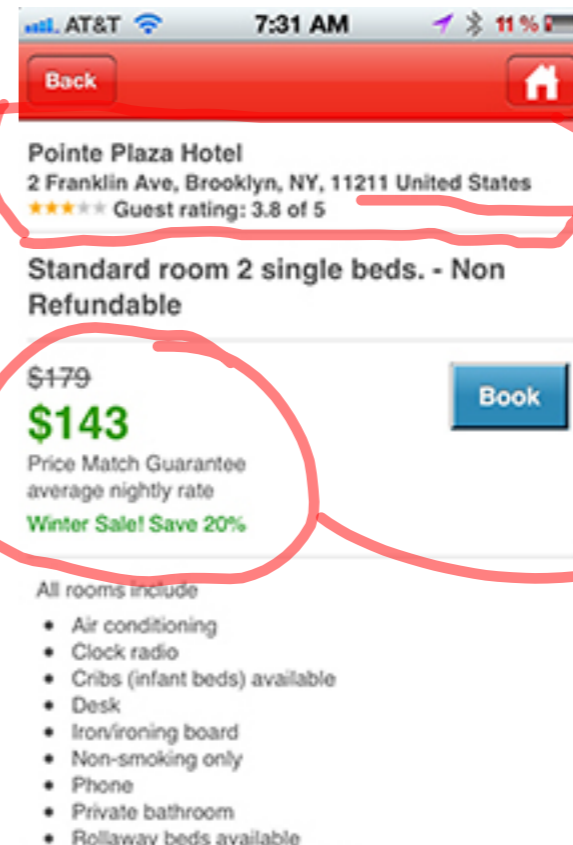 AT&T 7:31 AM 11%
Back
Pointe Plaza Hotel
2 Franklin Ave, Brooklyn, NY, 11211 United States
Guest rating: 3.8 of 5
Standard room 2 single beds. - Non
Refundable
$179
$143
Book
Price Match Guarantee
average nightly rate
Winter Sale! Save 20%
All rooms include
• Air conditioning
• Clock radio
• Cribs (infant beds) available
• Desk
• Iron/ironing board
• Non-smoking only
• Phone
• Private bathroom
• Rollaway beds available